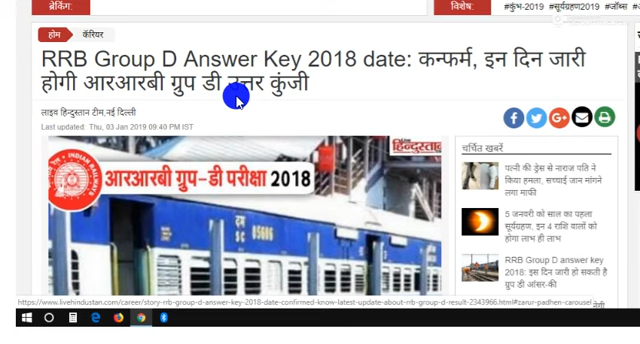 ब्रेकिंग:
विशेष: #कुंभ-2019 #सूर्यग्रहण2019 #जॉब्स
होम करियर
RRB Group D Answer Key 2018 date: कन्फर्म, इन दिन जारी
होगी आरआरबी ग्रुप डी उत्तर कुंजी
लाइव हिन्दुस्तान टीम,नई दिल्ली
Last updated: Thu, 03 Jan 2019 09:40 PM IST
हिन्दुस्तान
INDIAN RAILWAYS
आरआरबी ग्रुप-डी परीक्षा 2018
SC 05606
चर्चित खबरें
पत्नी की ड्रेस से नाराज पति ने
किया हमला, सच्चाई जान मांगने
लगा माफी
5 जनवरी को साल का पहला
सूर्यग्रहण, इन 4 राशि वालों को
होगा लाभ ही लाभ
RRB Group D answer key
2018: इस दिन जारी हो सकती है
ग्रुप डी आंसर-की
https://www.livehindustan.com/career/story-rrb-group-d-answer-key-2018-date-confirmed-know-latest-update-about-rrb-group-d-result-2343966.html#zarur-padhen-carousel